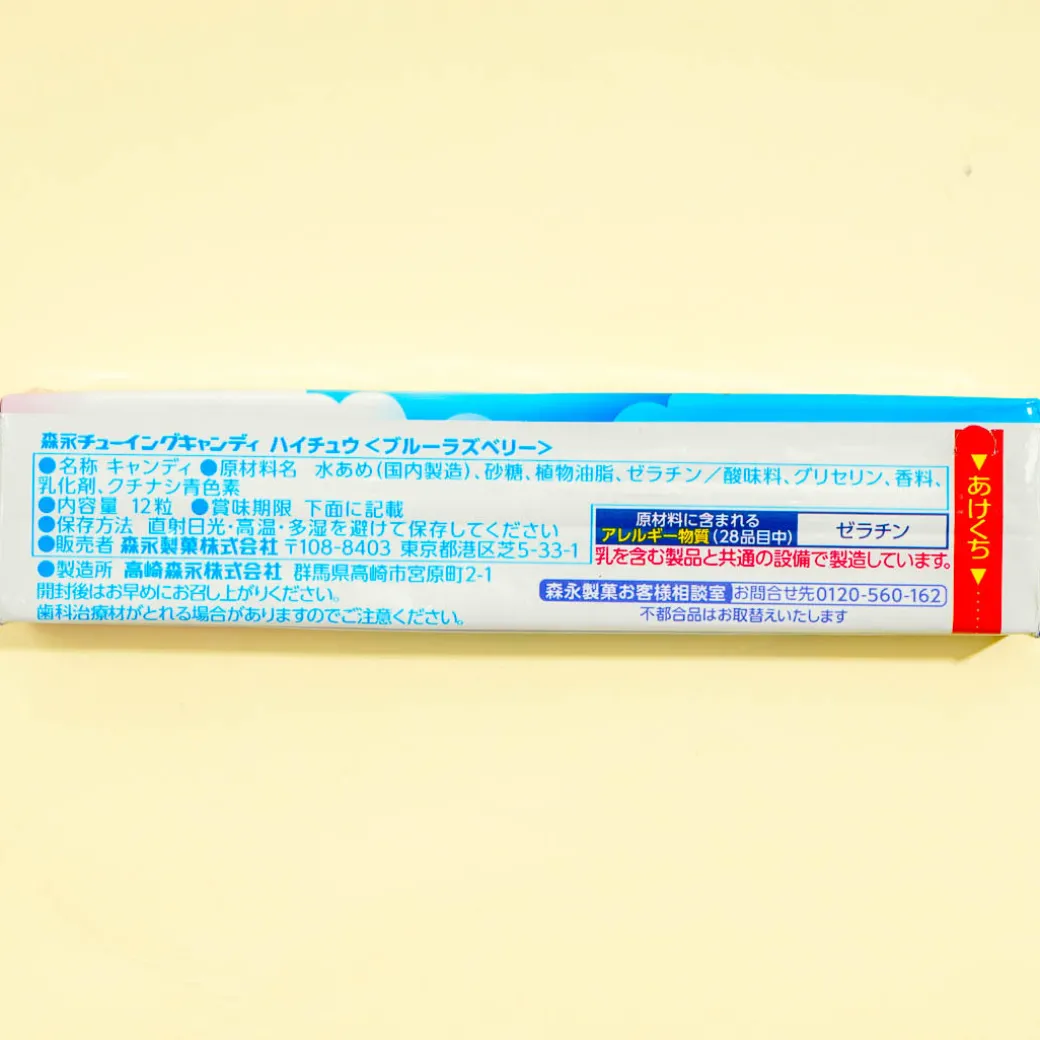 森永チューイングキャンディ ハイチュウ<ブルーラズベリー>
●名称 キャンディ ●原材料名 水あめ(国内製造)、砂糖、植物油脂、ゼラチン/酸味料、グリセリン、香料、
乳化剤、クチナシ青色素
●内容量 12粒 ●賞味期限 下面に記載
●保存方法 直射日光・高温・多湿を避けて保存してください
●販売者 森永製菓株式会社 〒108-8403 東京都港区芝5-33-1
●製造所 高崎森永株式会社 群馬県高崎市宮原町2-1
開封後はお早めにお召し上がりください。
歯科治療材がとれる場合がありますのでご注意ください。
原材料に含まれる
アレルギー物質(28品目中)
ゼラチン
乳を含む製品と共通の設備で製造しています。
森永製菓お客様相談室 お問合せ先0120-560-162
不都合品はお取替えいたします
▼あけくち▼